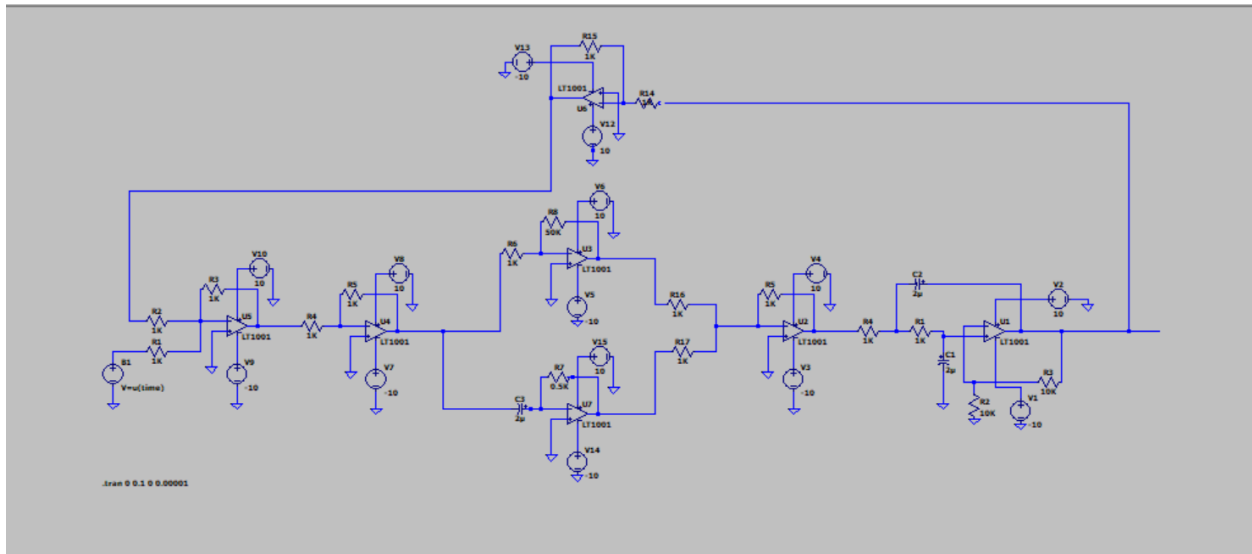 V13
-10
R15
1K
LT1001
U6
R14
V12
10
V6
10
R8
50K
U3
LT1001
R6
1K
V5
-10
V10
10
R3
1K
R2
1K
U5
LT1001
R1
1K
B1
V=u(time)
V9
-10
V8
10
R5
1K
R4
1K
U4
LT1001
V7
-10
V15
10
R7
0.5K
C3
2µ
U7
LT1001
V14
-10
R16
1K
R17
1K
V4
10
R5
1K
U2
LT1001
V3
-10
C2
2µ
R4
1K
R1
1K
C1
2µ
V2
10
U1
LT1001
R3
10K
R2
10K
V1
-10
.tran 0 0.1 0 0.00001